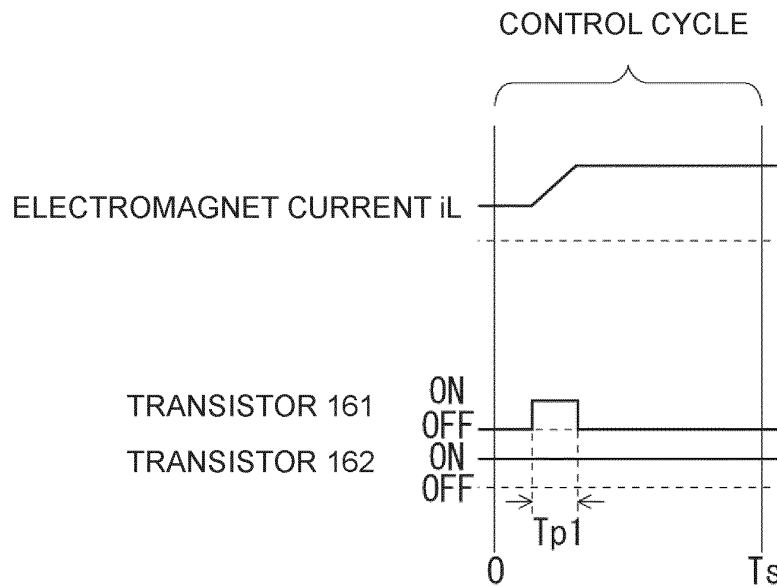 CONTROL CYCLE
ELECTROMAGNET CURRENT iL
TRANSISTOR 161
ON
OFF
TRANSISTOR 162
ON
OFF
Tp1
0
Ts